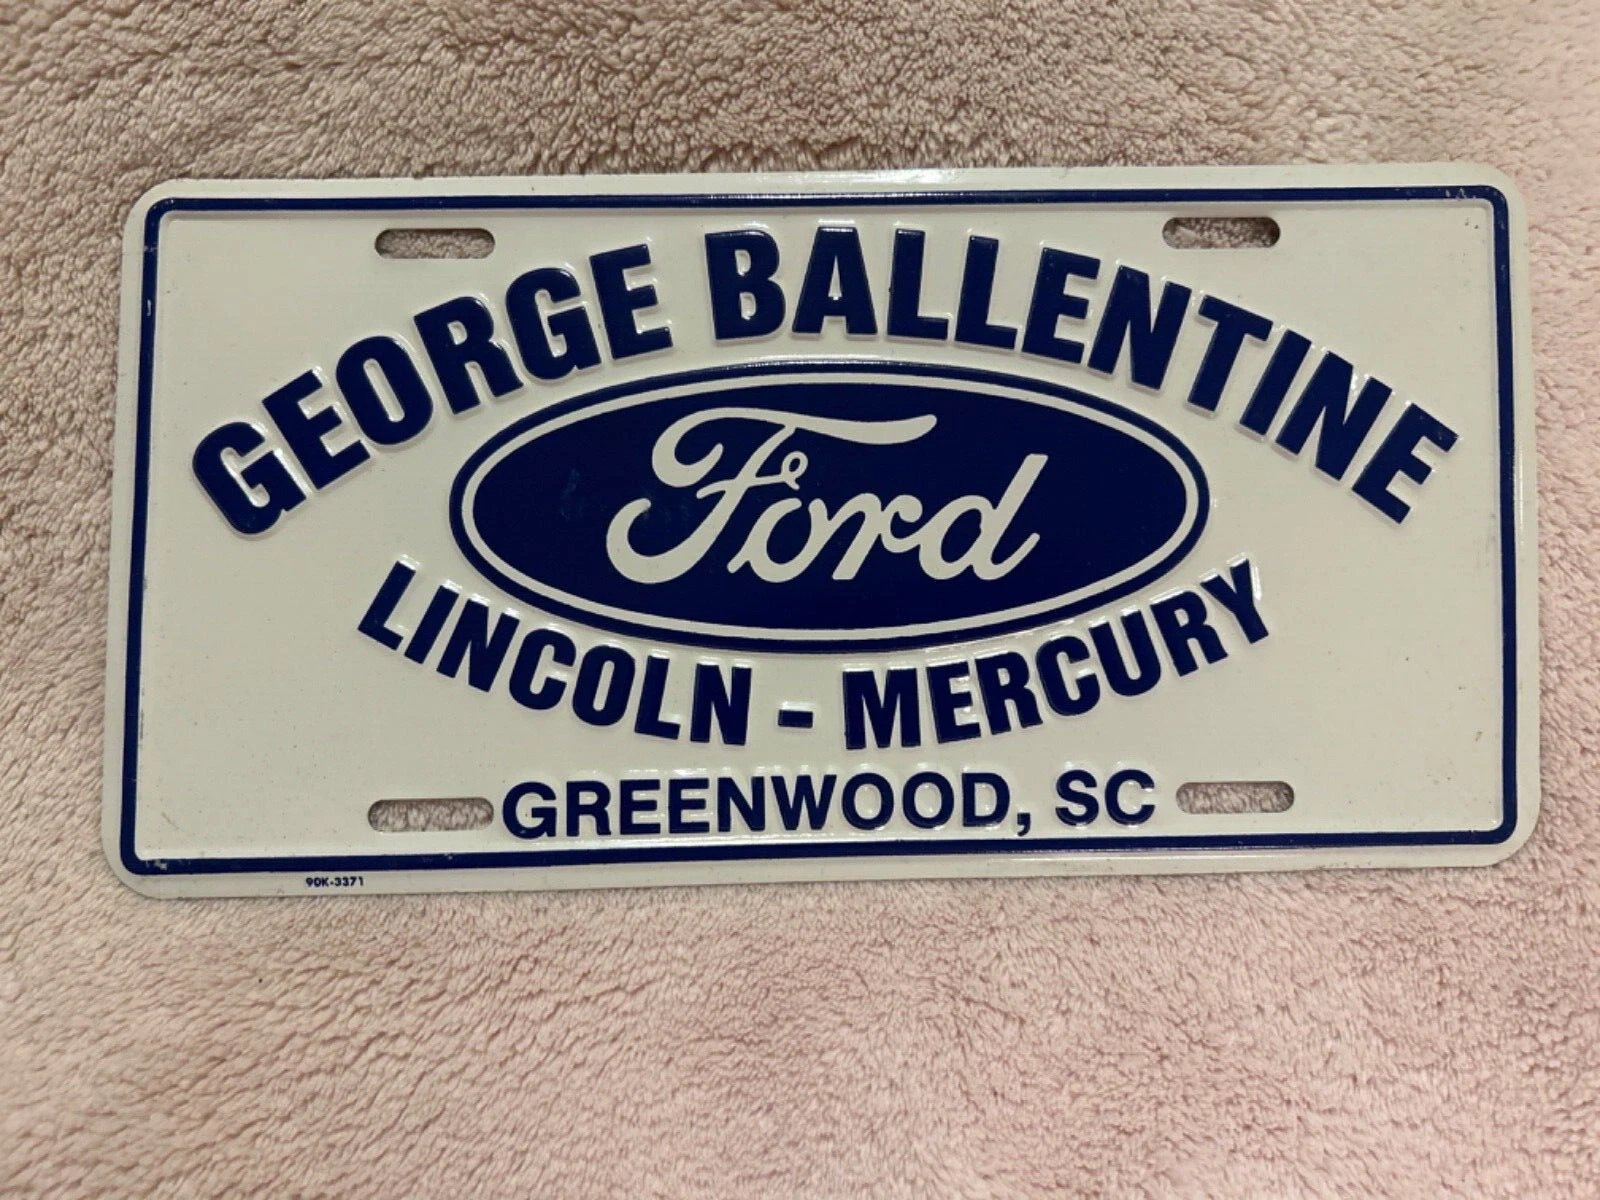 GEORGE BALLENTINE
Ford
LINCOLN - MERCURY
GREENWOOD, SC
90K-3371